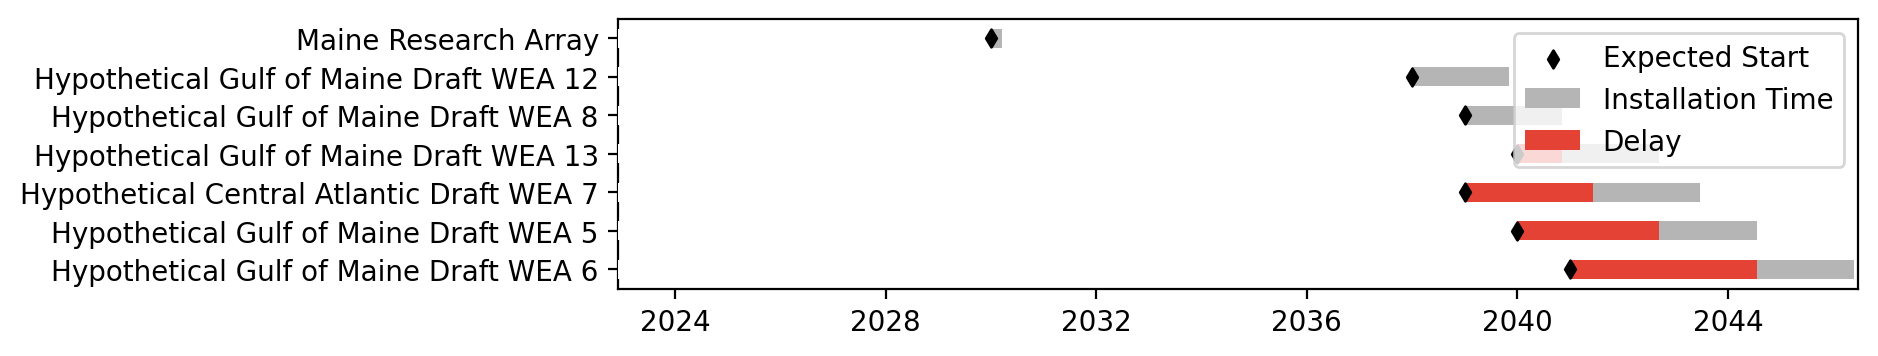 Maine Research Array
Hypothetical Gulf of Maine Draft WEA 12
Hypothetical Gulf of Maine Draft WEA 8
Hypothetical Gulf of Maine Draft WEA 13
Hypothetical Central Atlantic Draft WEA 7
Hypothetical Gulf of Maine Draft WEA 5
Hypothetical Gulf of Maine Draft WEA 6
Expected Start
Installation Time
Delay
2024 2028 2032 2036 2040 2044